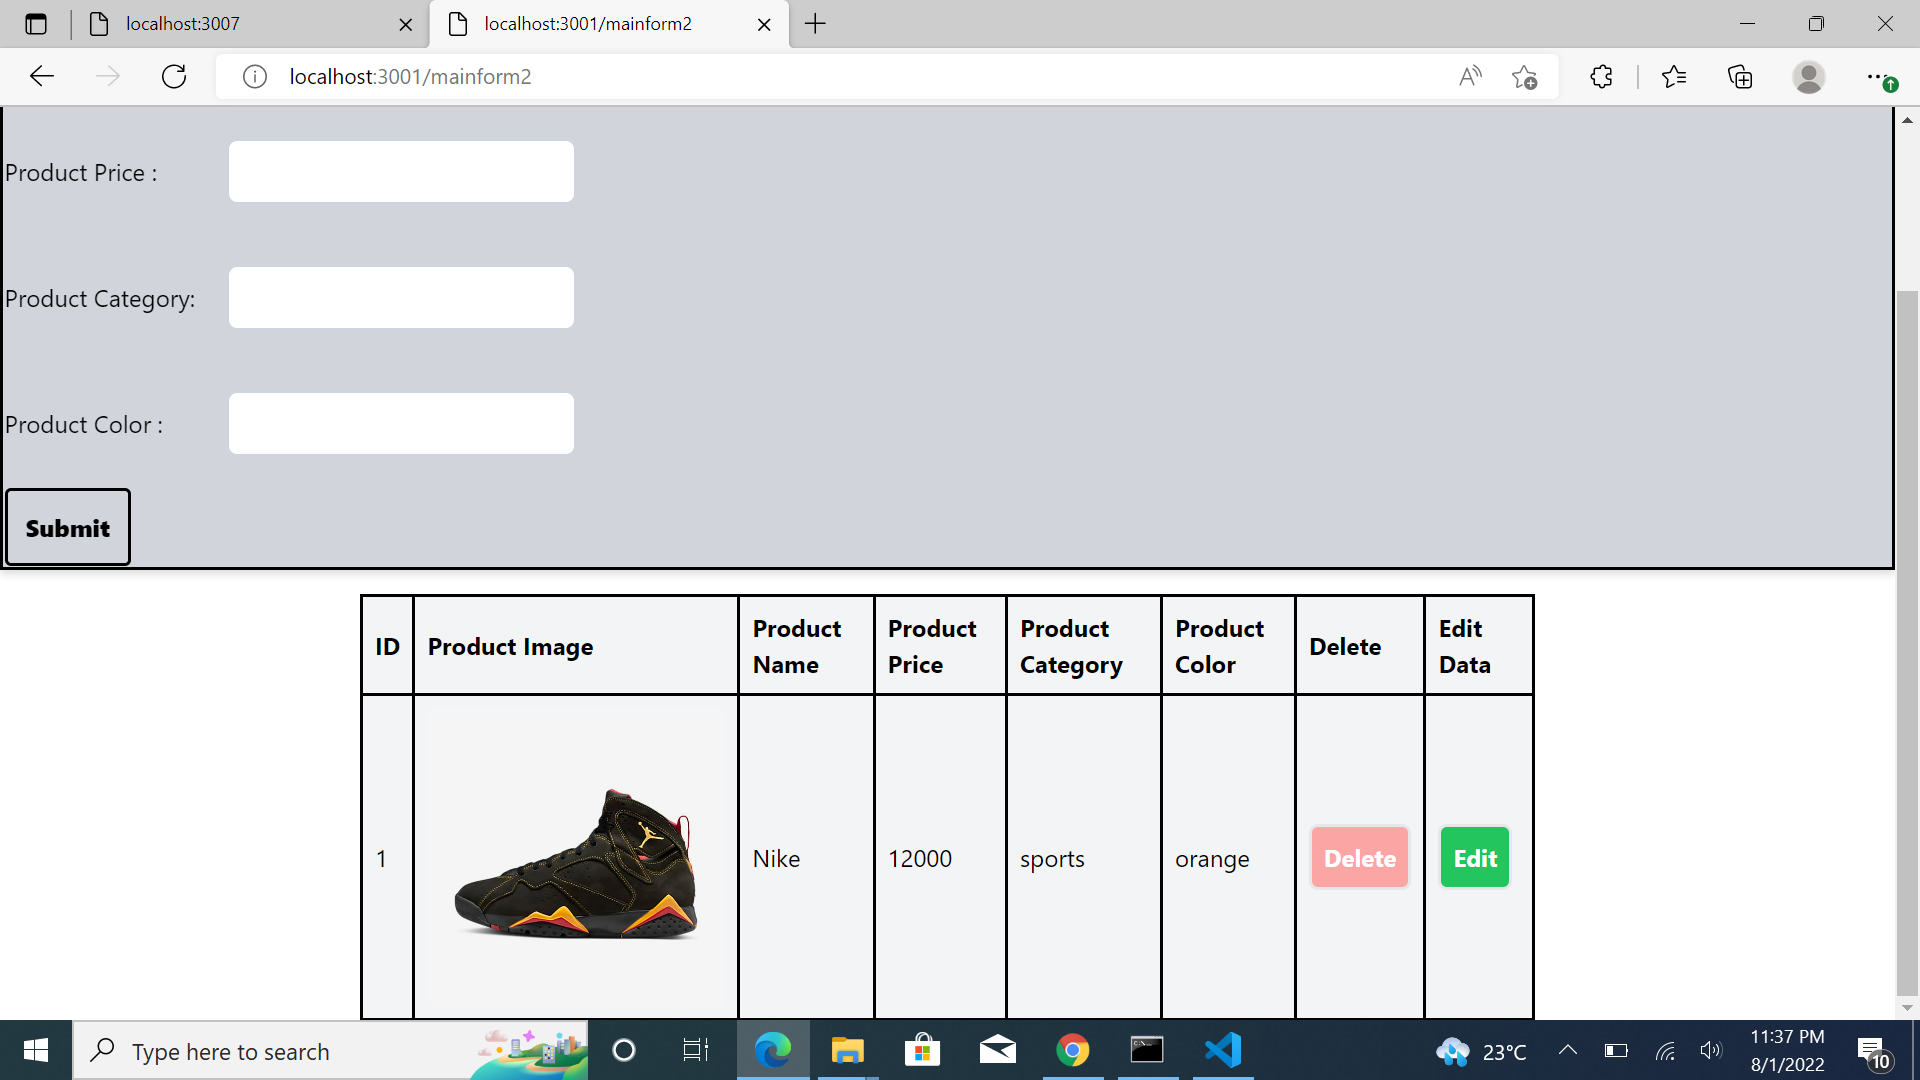 localhost:3007
localhost:3001/mainform2
localhost:3001/mainform2
Product Price :
Product Category:
Product Color :
Submit
ID Product Image Product Name Product Price Product Category Product Color Delete Edit Data
1 Nike 12000 sports orange Delete Edit
Type here to search
23°C
11:37 PM
8/1/2022
10